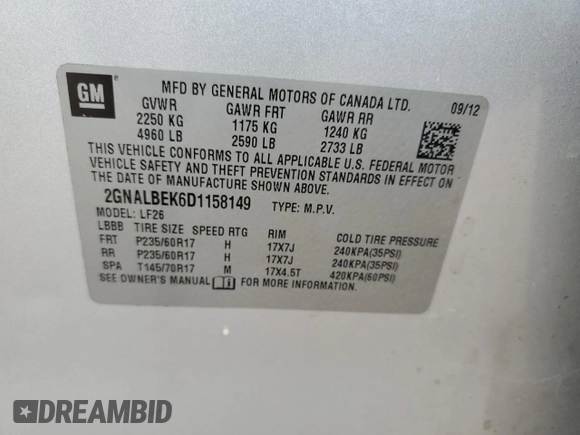 GM
MFD BY GENERAL MOTORS OF CANADA LTD.
09/12
GVWR GAWR FRT GAWR RR
2250 KG 1175 KG 1240 KG
4960 LB 2590 LB 2733 LB
THIS VEHICLE CONFORMS TO ALL APPLICABLE U.S. FEDERAL MOTOR
VEHICLE SAFETY AND THEFT PREVENTION STANDARDS IN EFFECT ON
THE DATE OF MANUFACTURE SHOWN ABOVE.
2GNALBEK6D1158149 TYPE: M.P.V.
MODEL: LF26
LBBB TIRE SIZE SPEED RTG RIM COLD TIRE PRESSURE
FRT P235/60R17 H 17X7J 240KPA(35PSI)
RR P235/60R17 H 17X7J 240KPA(35PSI)
SPA T145/70R17 M 17X4.5T 420KPA(60PSI)
SEE OWNER'S MANUAL FOR MORE INFORMATION.
DREAMBID